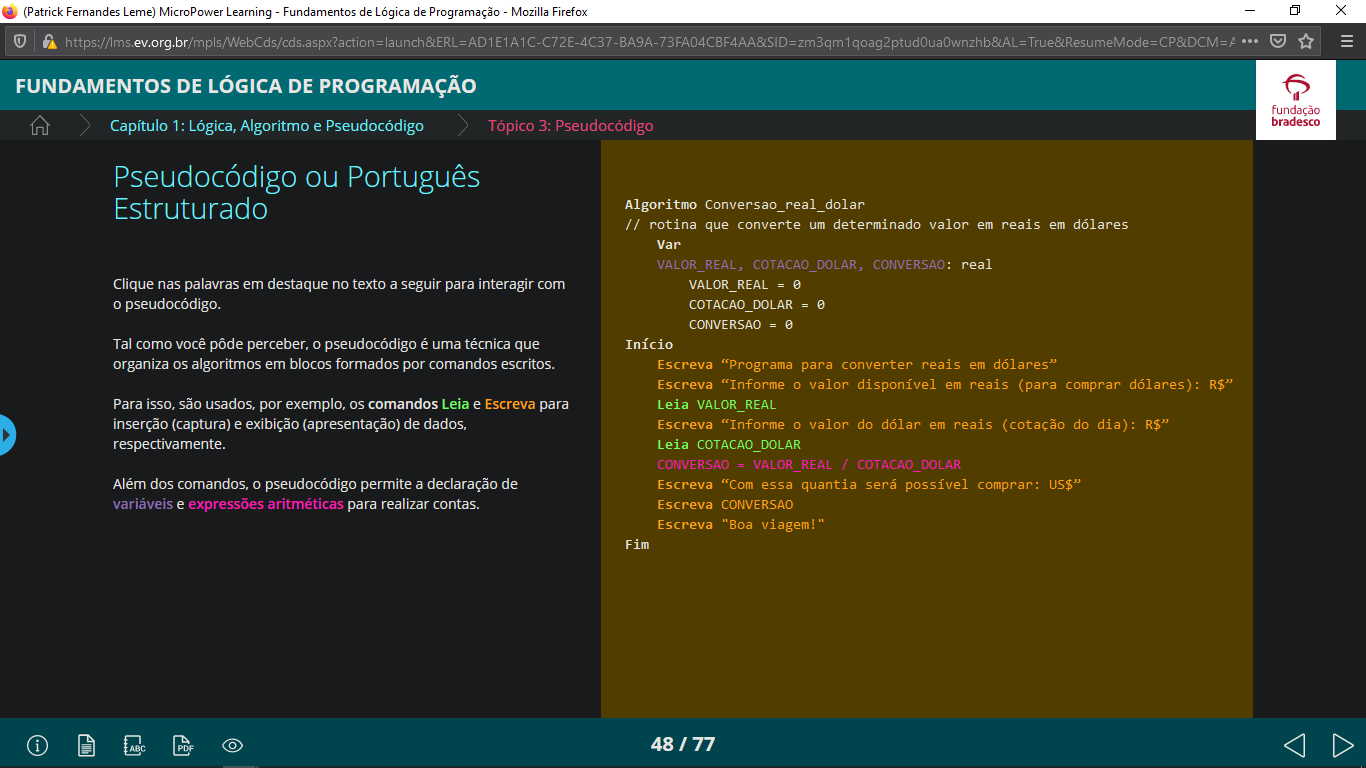 (Patrick Fernandes Leme) MicroPower Learning - Fundamentos de Lógica de Programação - Mozilla Firefox
https://lms.ev.org.br/mpls/WebCds/cds.aspx?action=launch&ERL=AD1E1A1C-C72E-4C37-BA9A-73FA04CBF4AA&SID=zm3qm1qoag2ptud0ua0wnzhb&AL=True&ResumeMode=CP&DCM=A
FUNDAMENTOS DE LÓGICA DE PROGRAMAÇÃO
fundação
bradesco
Capítulo 1: Lógica, Algoritmo e Pseudocódigo
Tópico 3: Pseudocódigo
Pseudocódigo ou Português
Estruturado
Clique nas palavras em destaque no texto a seguir para interagir com
o pseudocódigo.
Tal como você pôde perceber, o pseudocódigo é uma técnica que
organiza os algoritmos em blocos formados por comandos escritos.
Para isso, são usados, por exemplo, os comandos Leia e Escreva para
inserção (captura) e exibição (apresentação) de dados,
respectivamente.
Além dos comandos, o pseudocódigo permite a declaração de
variáveis e expressões aritméticas para realizar contas.
Algoritmo Conversao_real_dolar
// rotina que converte um determinado valor em reais em dólares
Var
VALOR_REAL, COTACAO_DOLAR, CONVERSAO: real
VALOR_REAL = 0
COTACAO_DOLAR = 0
CONVERSAO = 0
Início
Escreva “Programa para converter reais em dólares”
Escreva “Informe o valor disponível em reais (para comprar dólares): R$”
Leia VALOR_REAL
Escreva “Informe o valor do dólar em reais (cotação do dia): R$”
Leia COTACAO_DOLAR
CONVERSAO = VALOR_REAL / COTACAO_DOLAR
Escreva “Com essa quantia será possível comprar: US$”
Escreva CONVERSAO
Escreva "Boa viagem!"
Fim
ABC
PDF
48 / 77